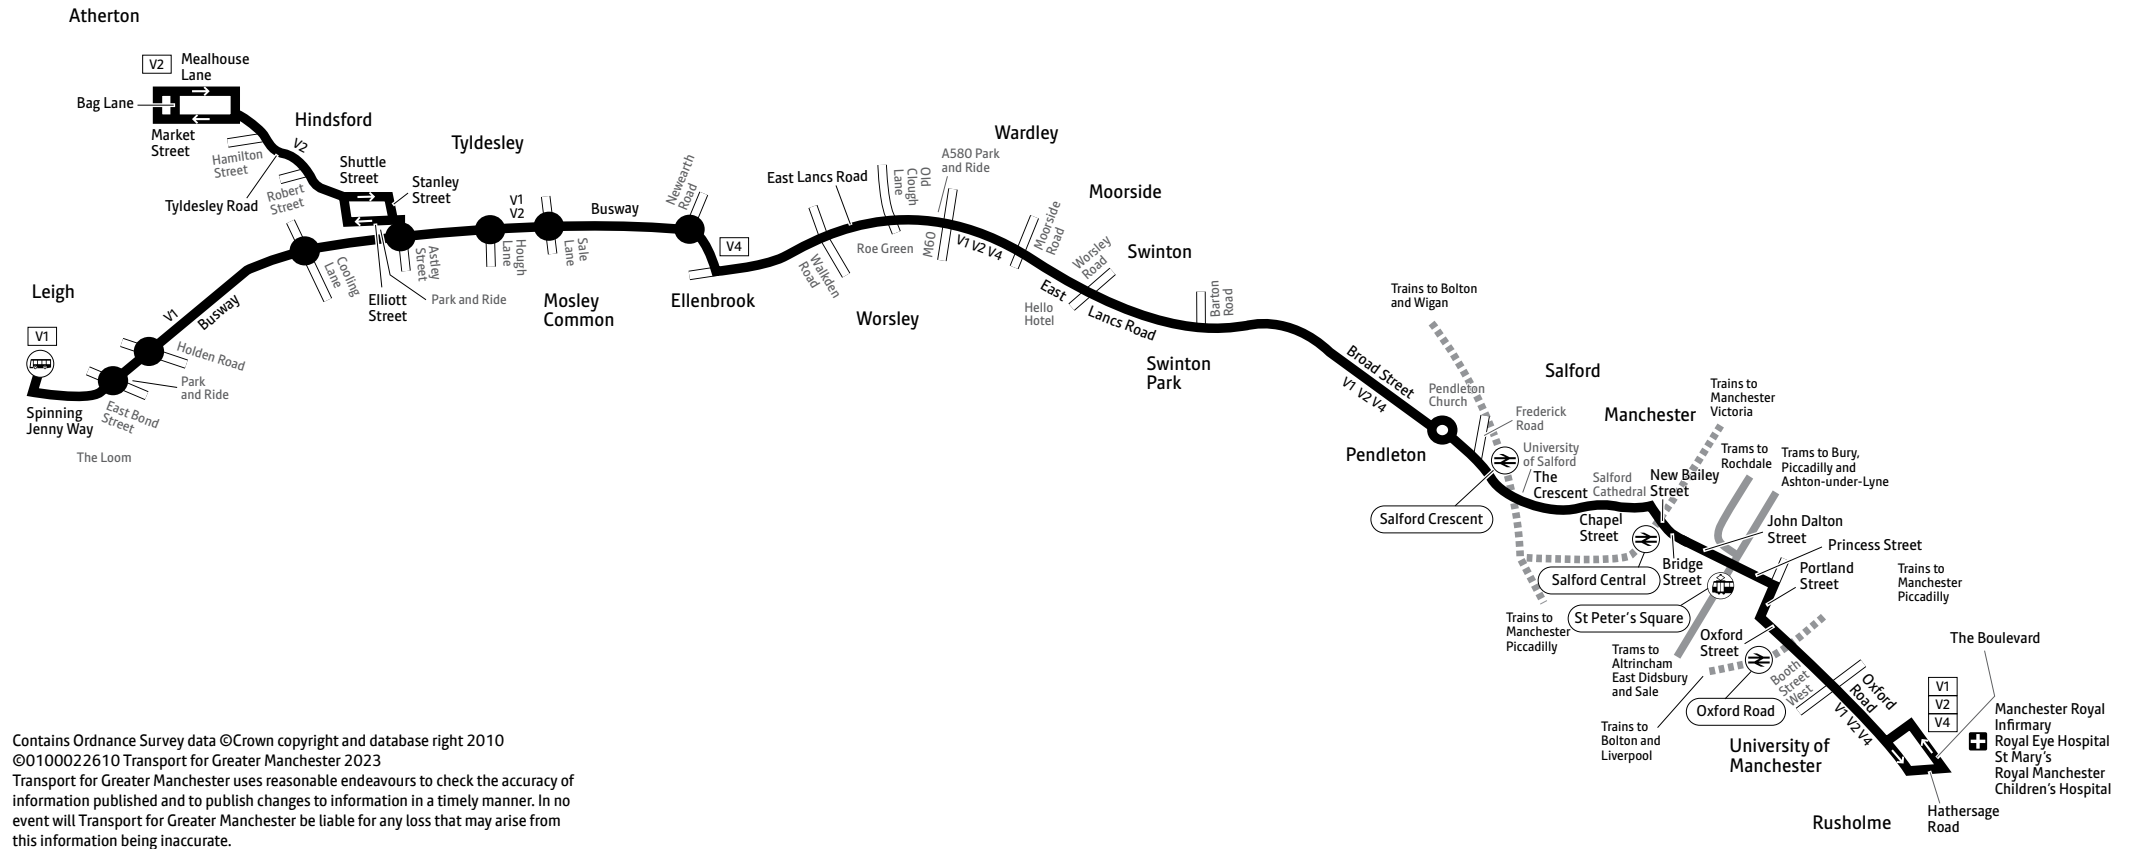 Atherton
V2
Mealhouse
Lane
Bag Lane
Market
Street
Hindsford
Hamilton
Street
V2
Tyldesley Road
Robert
Street
Shuttle
Street
Stanley
Street
Tyldesley
V1
V2
Busway
Newearth
Road
V4
Cooling
Lane
Elliott
Street
Astley
Street
Park and Ride
Hough
Lane
Sale
Lane
Mosley
Common
Ellenbrook
Leigh
V1
V1
Busway
Holden Road
Park
and Ride
East Bond
Street
Spinning
Jenny Way
The Loom
East Lancs Road
Walkden
Road
Worsley
Old
Clough
Lane
Roe Green
Wardley
A580 Park
and Ride
M60
V1 V2 V4
Moorside
Road
Moorside
Worsley
Road
Swinton
East
Lancs Road
Hello
Hotel
Barton
Road
Swinton
Park
Trains to Bolton
and Wigan
Broad Street
V1 V2 V4
Pendleton
Church
Pendleton
Salford
Frederick
Road
University
of Salford
The
Crescent
Salford Crescent
Manchester
Salford
Cathedral
Chapel
Street
New Bailey
Street
Trains to
Manchester
Victoria
Trams to
Rochdale
Trams to Bury,
Piccadilly and
Ashton-under-Lyne
John Dalton
Street
Princess Street
Portland
Street
Bridge
Street
Salford Central
St Peter's Square
Trains to
Manchester
Piccadilly
Trains to
Manchester
Piccadilly
Oxford
Street
Trams to
Altrincham
East Didsbury
and Sale
Oxford Road
Trains to
Bolton and
Liverpool
Booth
Street
West
Oxford
Road
V1 V2 V4
University of
Manchester
The Boulevard
V1
V2
V4
Manchester Royal
Infirmary
Royal Eye Hospital
St Mary's
Royal Manchester
Children's Hospital
Hathersage
Road
Rusholme
Contains Ordnance Survey data ©Crown copyright and database right 2010
©0100022610 Transport for Greater Manchester 2023
Transport for Greater Manchester uses reasonable endeavours to check the accuracy of
information published and to publish changes to information in a timely manner. In no
event will Transport for Greater Manchester be liable for any loss that may arise from
this information being inaccurate.